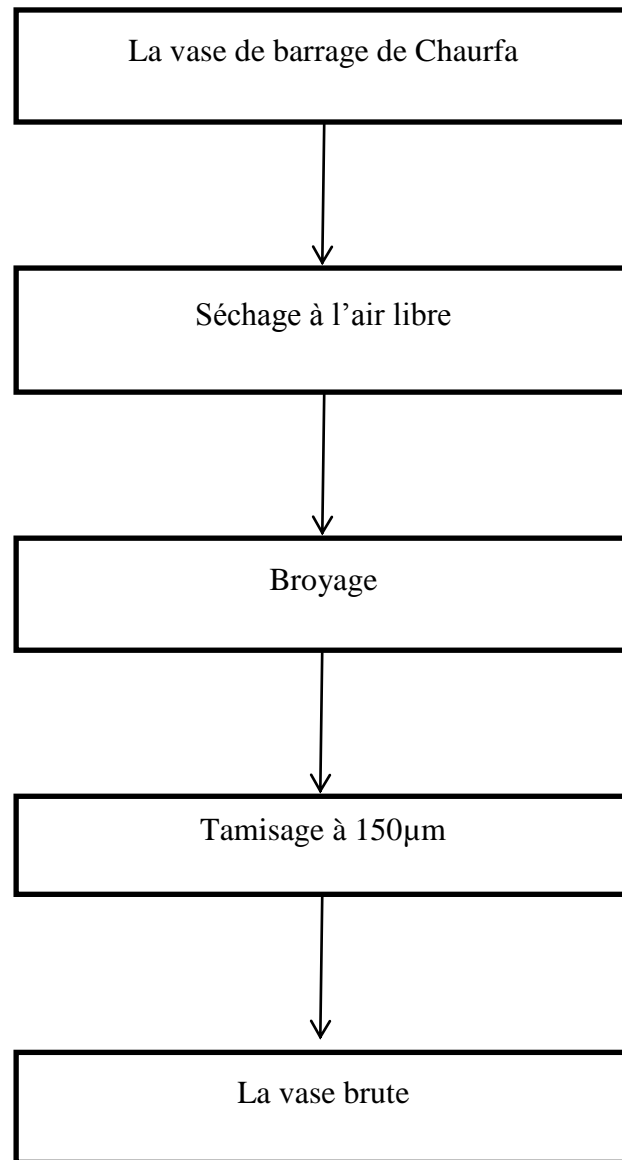 La vase de barrage de Chaurfa
Séchage à l’air libre
Broyage
Tamisage à 150µm
La vase brute